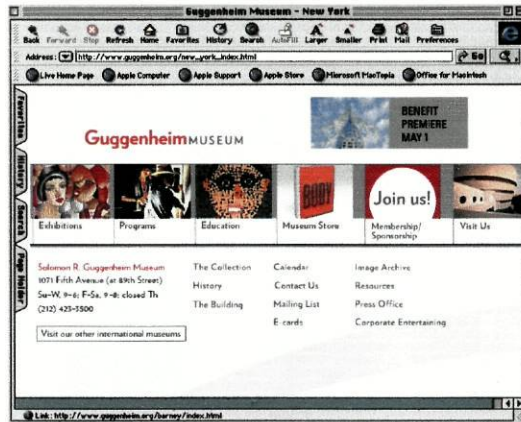 Guggenheim Museum - New York
Back Forward Stop Refresh Home Favorites History Search AutoFill Larger Smaller Print Mail Preferences
Address: http://www.guggenheim.org/new_york_index.html Go
Live Home Page Apple Computer Apple Support Apple Store Microsoft MacTopia Office for Macintosh
Favorites
History
Search
Page Holder
BENEFIT
PREMIERE
MAY 1
Guggenheim MUSEUM
BODY
Join us!
Exhibitions Programs Education Museum Store Membership/ Visit Us
Sponsorship
Solomon R. Guggenheim Museum The Collection Calendar Image Archive
1071 Fifth Avenue (at 89th Street) History Contact Us Resources
Su-W, 9-6; F-Sa, 9-8; closed Th The Building Mailing List Press Office
(212) 423-3500 E-cards Corporate Entertaining
Visit our other international museums
Link: http://www.guggenheim.org/barney/index.html